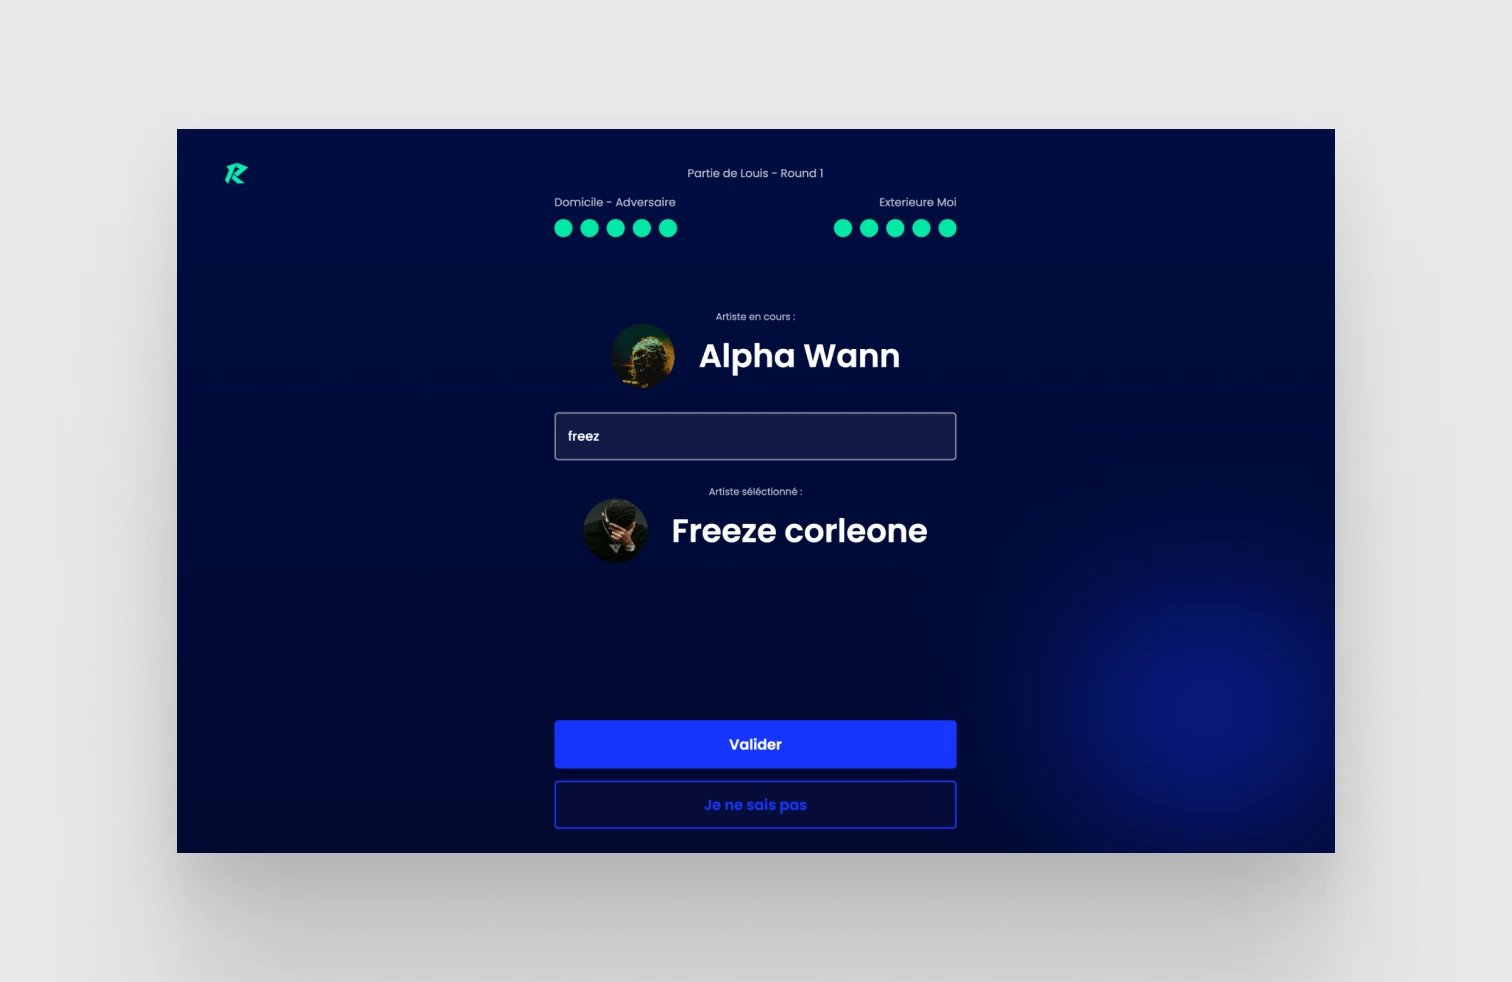 Partie de Louis - Round 1
Domicile - Adversaire
Exterieure Moi
Artiste en cours :
Alpha Wann
freez
Artiste séléctionné :
Freeze corleone
Valider
Je ne sais pas